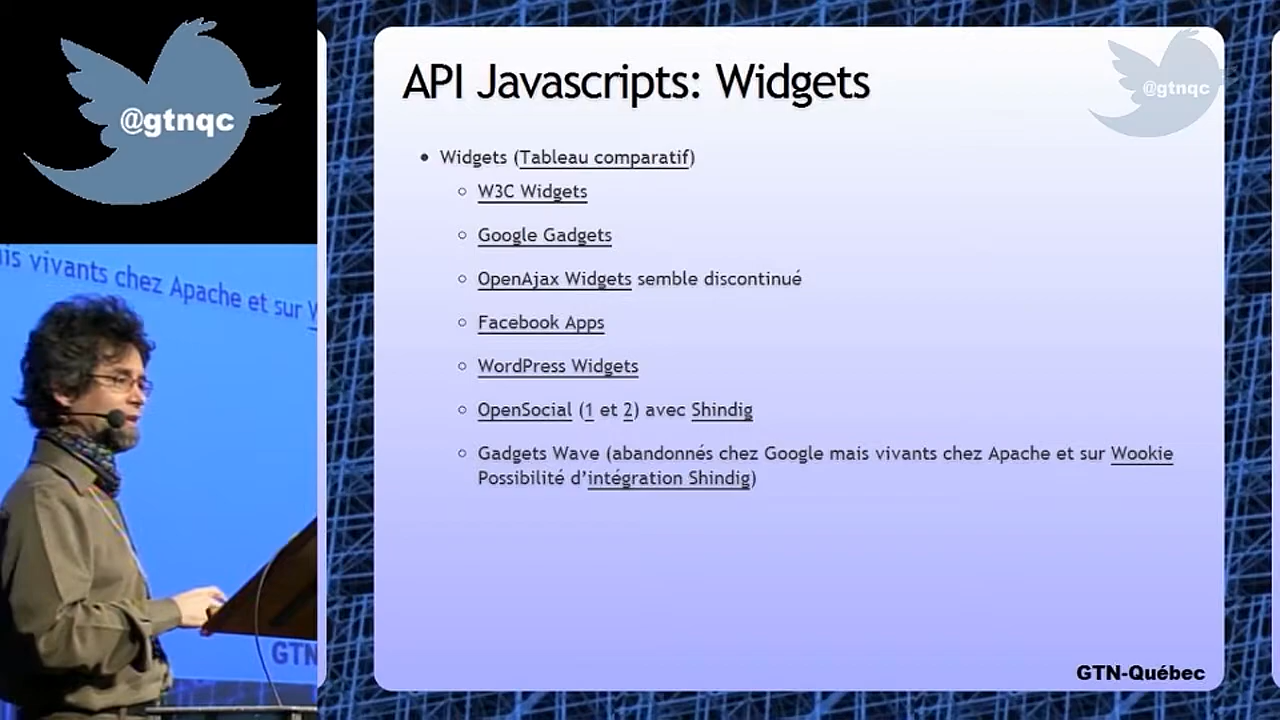 @gtnqc
API Javascripts: Widgets
@gtnqc
• Widgets (Tableau comparatif)
○ W3C Widgets
○ Google Gadgets
○ OpenAjax Widgets semble discontinué
○ Facebook Apps
○ WordPress Widgets
○ OpenSocial (1 et 2) avec Shindig
○ Gadgets Wave (abandonnés chez Google mais vivants chez Apache et sur Wookie
Possibilité d’intégration Shindig)
GTN-Québec
is vivants chez Apache et sur W
GTN